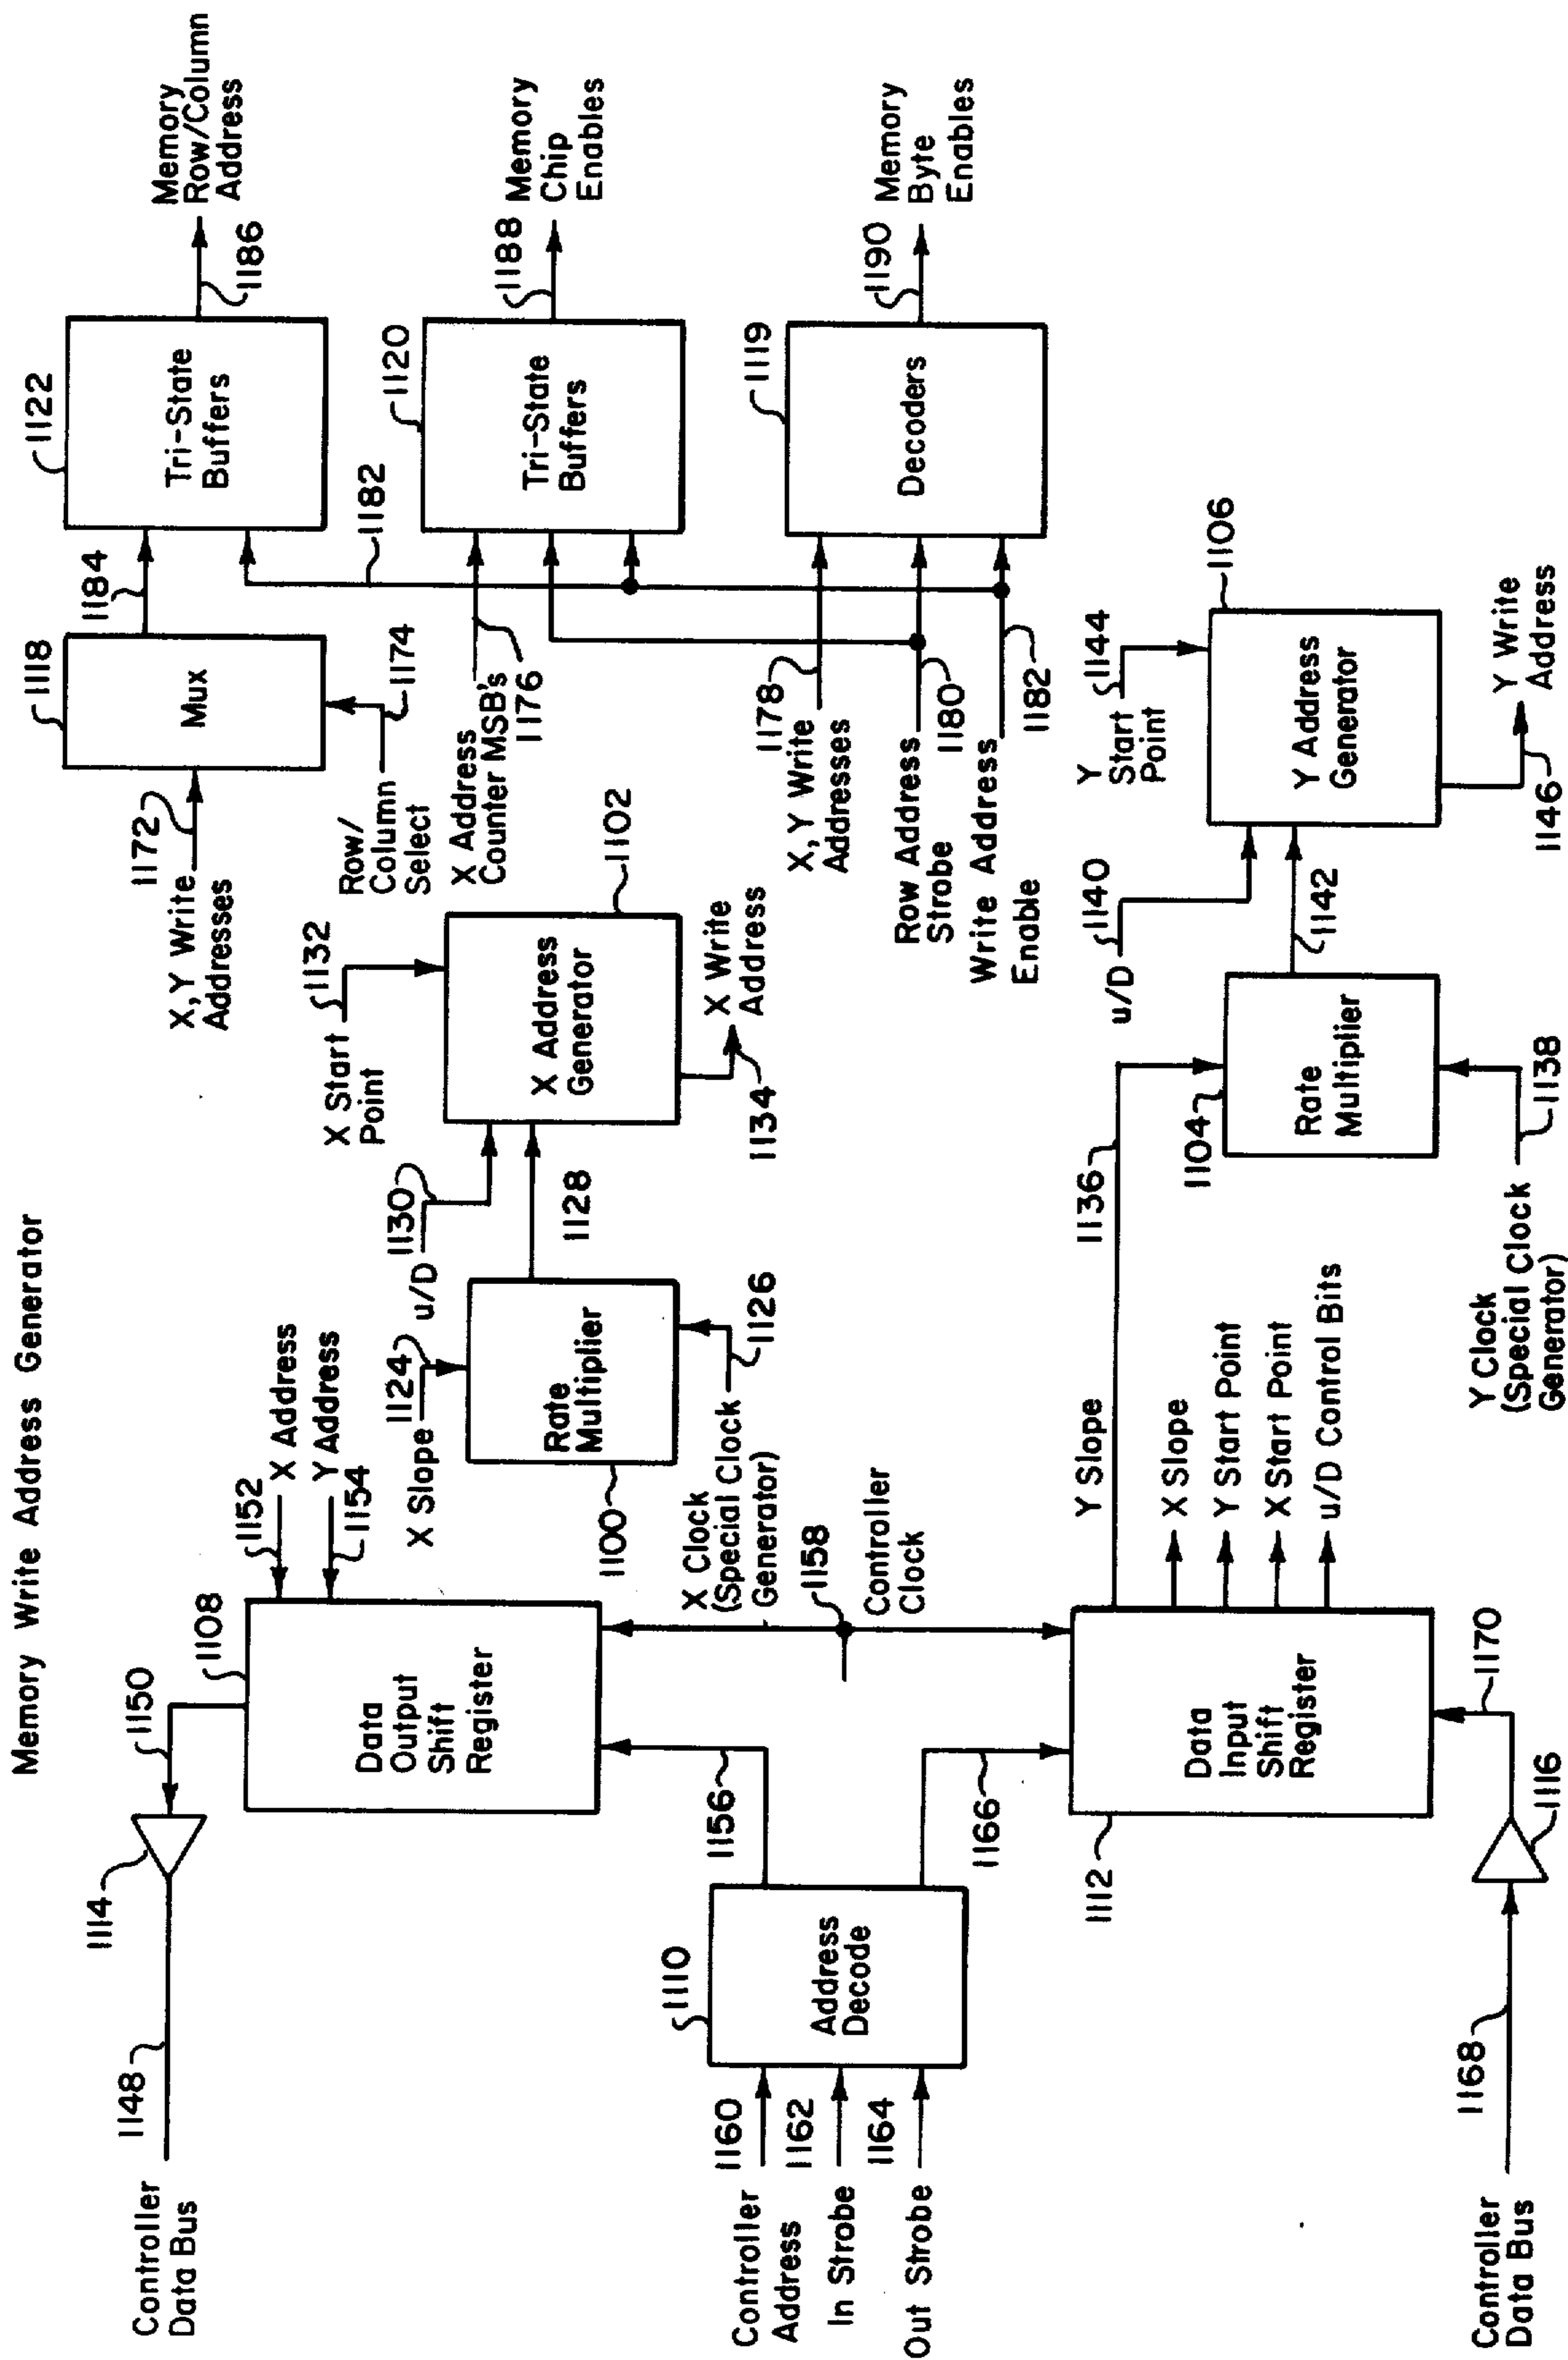 Memory Write Address Generator
Controller
Data Bus
1148
1114
1150
1108
Data
Output
Shift
Register
1152
X Address
Y Address
1154
1156
1110
Address
Decode
Controller
Address
1160
In Strobe
1162
Out Strobe
1164
1166
1158
Controller
Clock
1112
Data
Input
Shift
Register
Controller
Data Bus
1168
1116
1170
Y Slope
X Slope
Y Start Point
X Start Point
u/D Control Bits
X Slope
1124
u/D
1130
Rate
Multiplier
1100
X Clock
(Special Clock
Generator)
1126
1128
X Start
Point
1132
X Address
Generator
1102
1134
X Write
Address
1136
1104
Rate
Multiplier
Y Clock
(Special Clock
Generator)
1138
u/D
1140
1142
Y
Start
Point
1144
Y Address
Generator
1106
1146
Y Write
Address
X,Y Write
Addresses
1172
1118
Mux
Row/
Column
Select
1174
1184
1122
Tri-State
Buffers
1186
Memory
Row/Column
Address
X Address
Counter MSB's
1176
1182
1120
Tri-State
Buffers
1188
Memory
Chip
Enables
X,Y Write
Addresses
1178
Row Address
Strobe
1180
Write Address
Enable
1182
1119
Decoders
1190
Memory
Byte
Enables